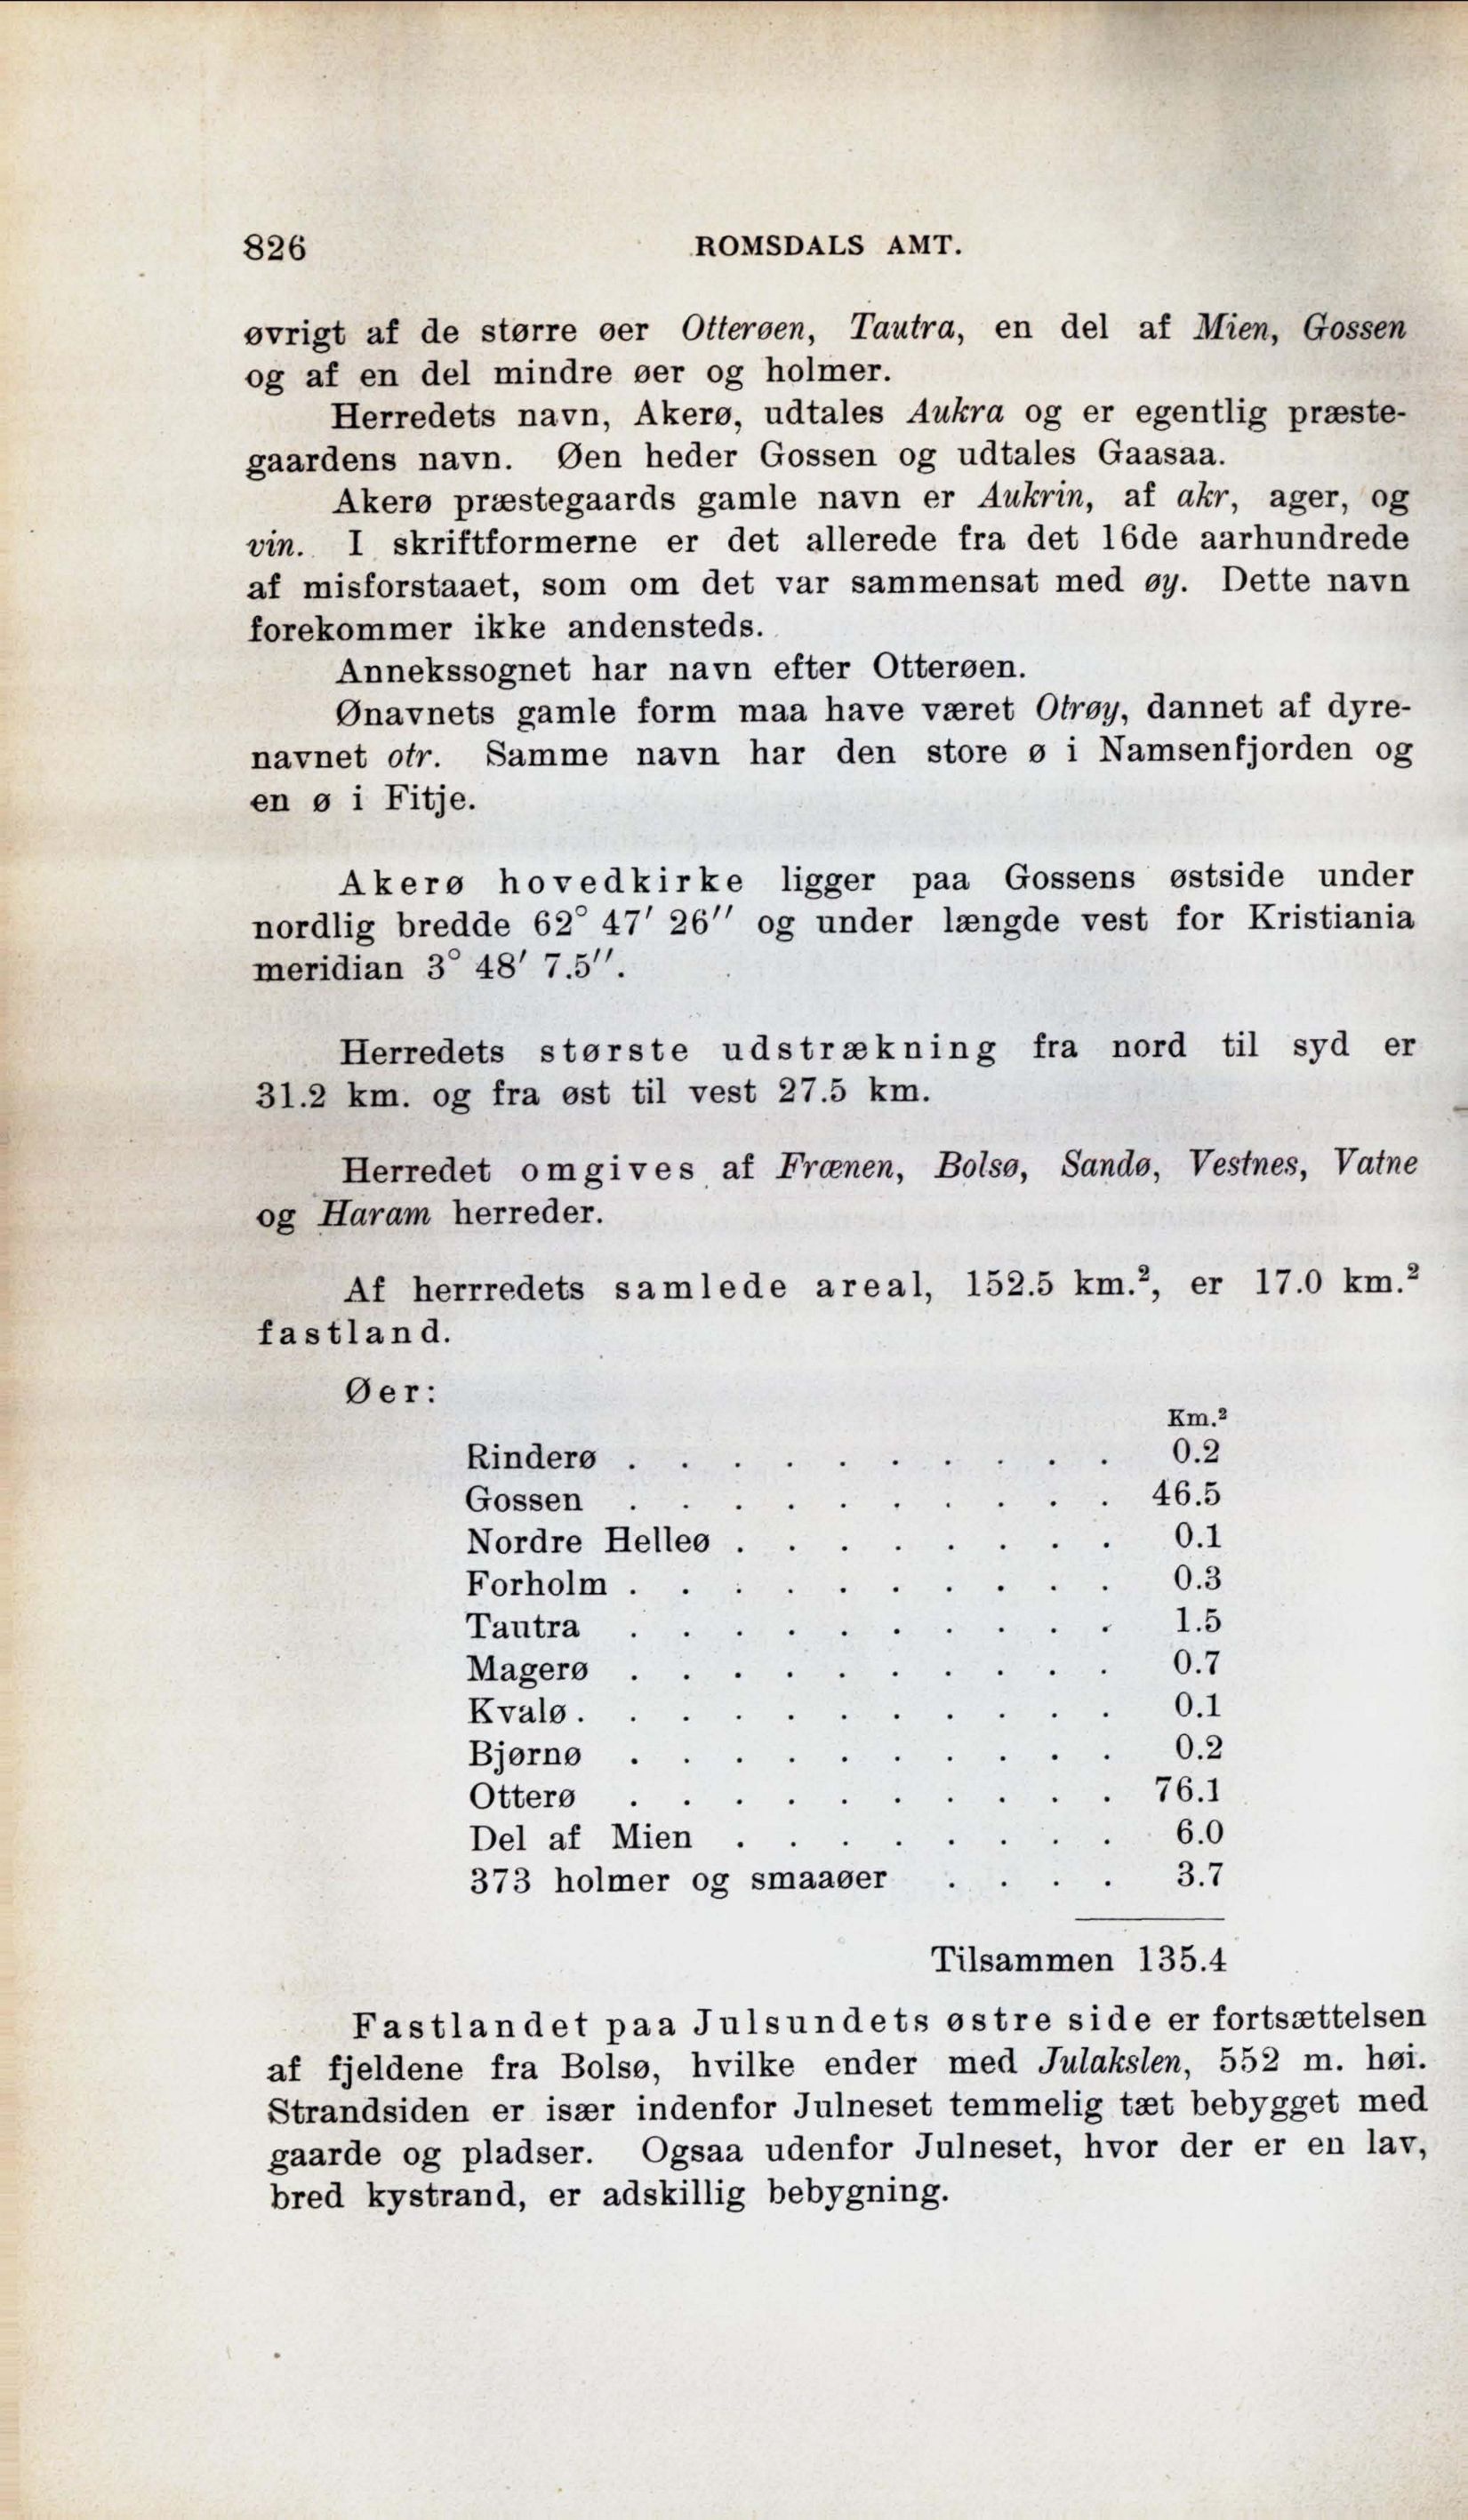 826 ROMSDALS AMT.
øvrigt af de større øer Otterøen, Tautra, en del af Mien, Gossen
og af en del mindre øer og holmer.
Herredets navn, Akerø, udtales Aukra og er egentlig præste-
gaardens navn. Øen heder Gossen og udtales Gaasaa.
Akerø præstegaards gamle navn er Aukrin, af akr, ager, og
vin. I skriftformerne er det allerede fra det 16de aarhundrede
af misforstaaet, som om det var sammensat med øy. Dette navn
forekommer ikke andensteds.
Annekssognet har navn efter Otterøen.
Ønavnets gamle form maa have været Otrøy, dannet af dyre-
navnet otr. Samme navn har den store ø i Namsenfjorden og
en ø i Fitje.
Akerø hovedkirke ligger paa Gossens østside under
nordlig bredde 62° 47′ 26″ og under længde vest for Kristiania
meridian 3° 48′ 7.5″.
Herredets største udstrækning fra nord til syd er
31.2 km. og fra øst til vest 27.5 km.
Herredet omgives af Frænen, Bolsø, Sandø, Vestnes, Vatne
og Haram herreder.
Af herrredets samlede areal, 152.5 km.², er 17.0 km.²
fastland.
Øer:
Km.²
Rinderø . . . . . . . . . . 0.2
Gossen . . . . . . . . . . 46.5
Nordre Helleø . . . . . . . . 0.1
Forholm . . . . . . . . . . 0.3
Tautra . . . . . . . . . . 1.5
Magerø . . . . . . . . . . 0.7
Kvalø . . . . . . . . . . . 0.1
Bjørnø . . . . . . . . . . 0.2
Otterø . . . . . . . . . . 76.1
Del af Mien . . . . . . . . 6.0
373 holmer og smaaøer . . . . 3.7
Tilsammen 135.4
Fastlandet paa Julsundets østre side er fortsættelsen
af fjeldene fra Bolsø, hvilke ender med Julakslen, 552 m. høi.
Strandsiden er især indenfor Julneset temmelig tæt bebygget med
gaarde og pladser. Ogsaa udenfor Julneset, hvor der er en lav,
bred kystrand, er adskillig bebygning.